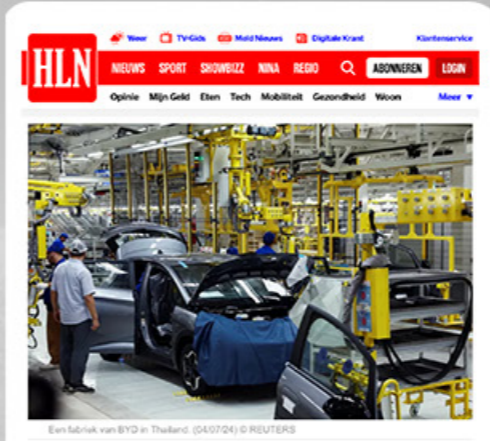 Weer TV-Gids Meld Nieuws Digitale Krant Klantenservice
HLN
NIEUWS SPORT SHOWBIZZ NINA REGIO ABONNEREN LOGIN
Opinie Mijn Geld Eten Tech Mobiliteit Gezondheid Woon Meer ▼
Een fabriek van BYD in Thailand. (04/07/24) © REUTERS